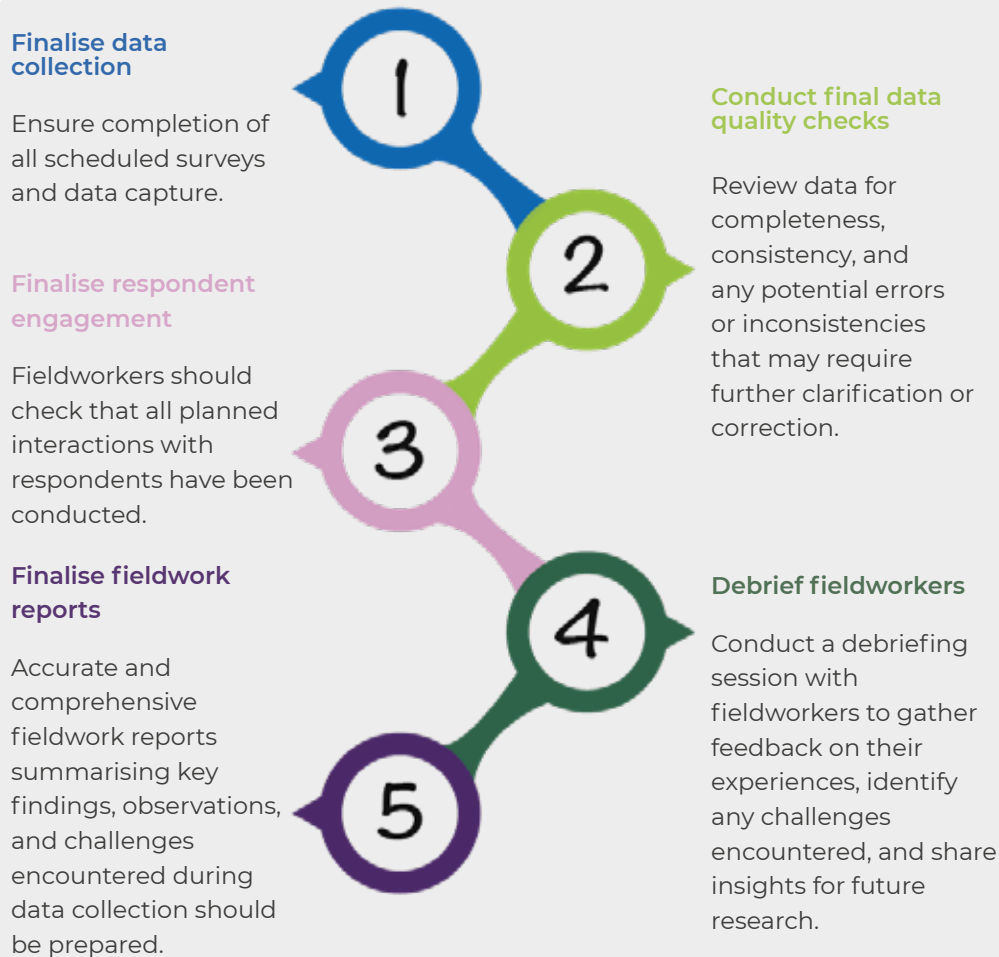 1
Finalise data
collection
Ensure completion of
all scheduled surveys
and data capture.
2
Conduct final data
quality checks
Review data for
completeness,
consistency, and
any potential errors
or inconsistencies
that may require
further clarification or
correction.
3
Finalise respondent
engagement
Fieldworkers should
check that all planned
interactions with
respondents have been
conducted.
4
Debrief fieldworkers
Conduct a debriefing
session with
fieldworkers to gather
feedback on their
experiences, identify
any challenges
encountered, and share
insights for future
research.
5
Finalise fieldwork
reports
Accurate and
comprehensive
fieldwork reports
summarising key
findings, observations,
and challenges
encountered during
data collection should
be prepared.